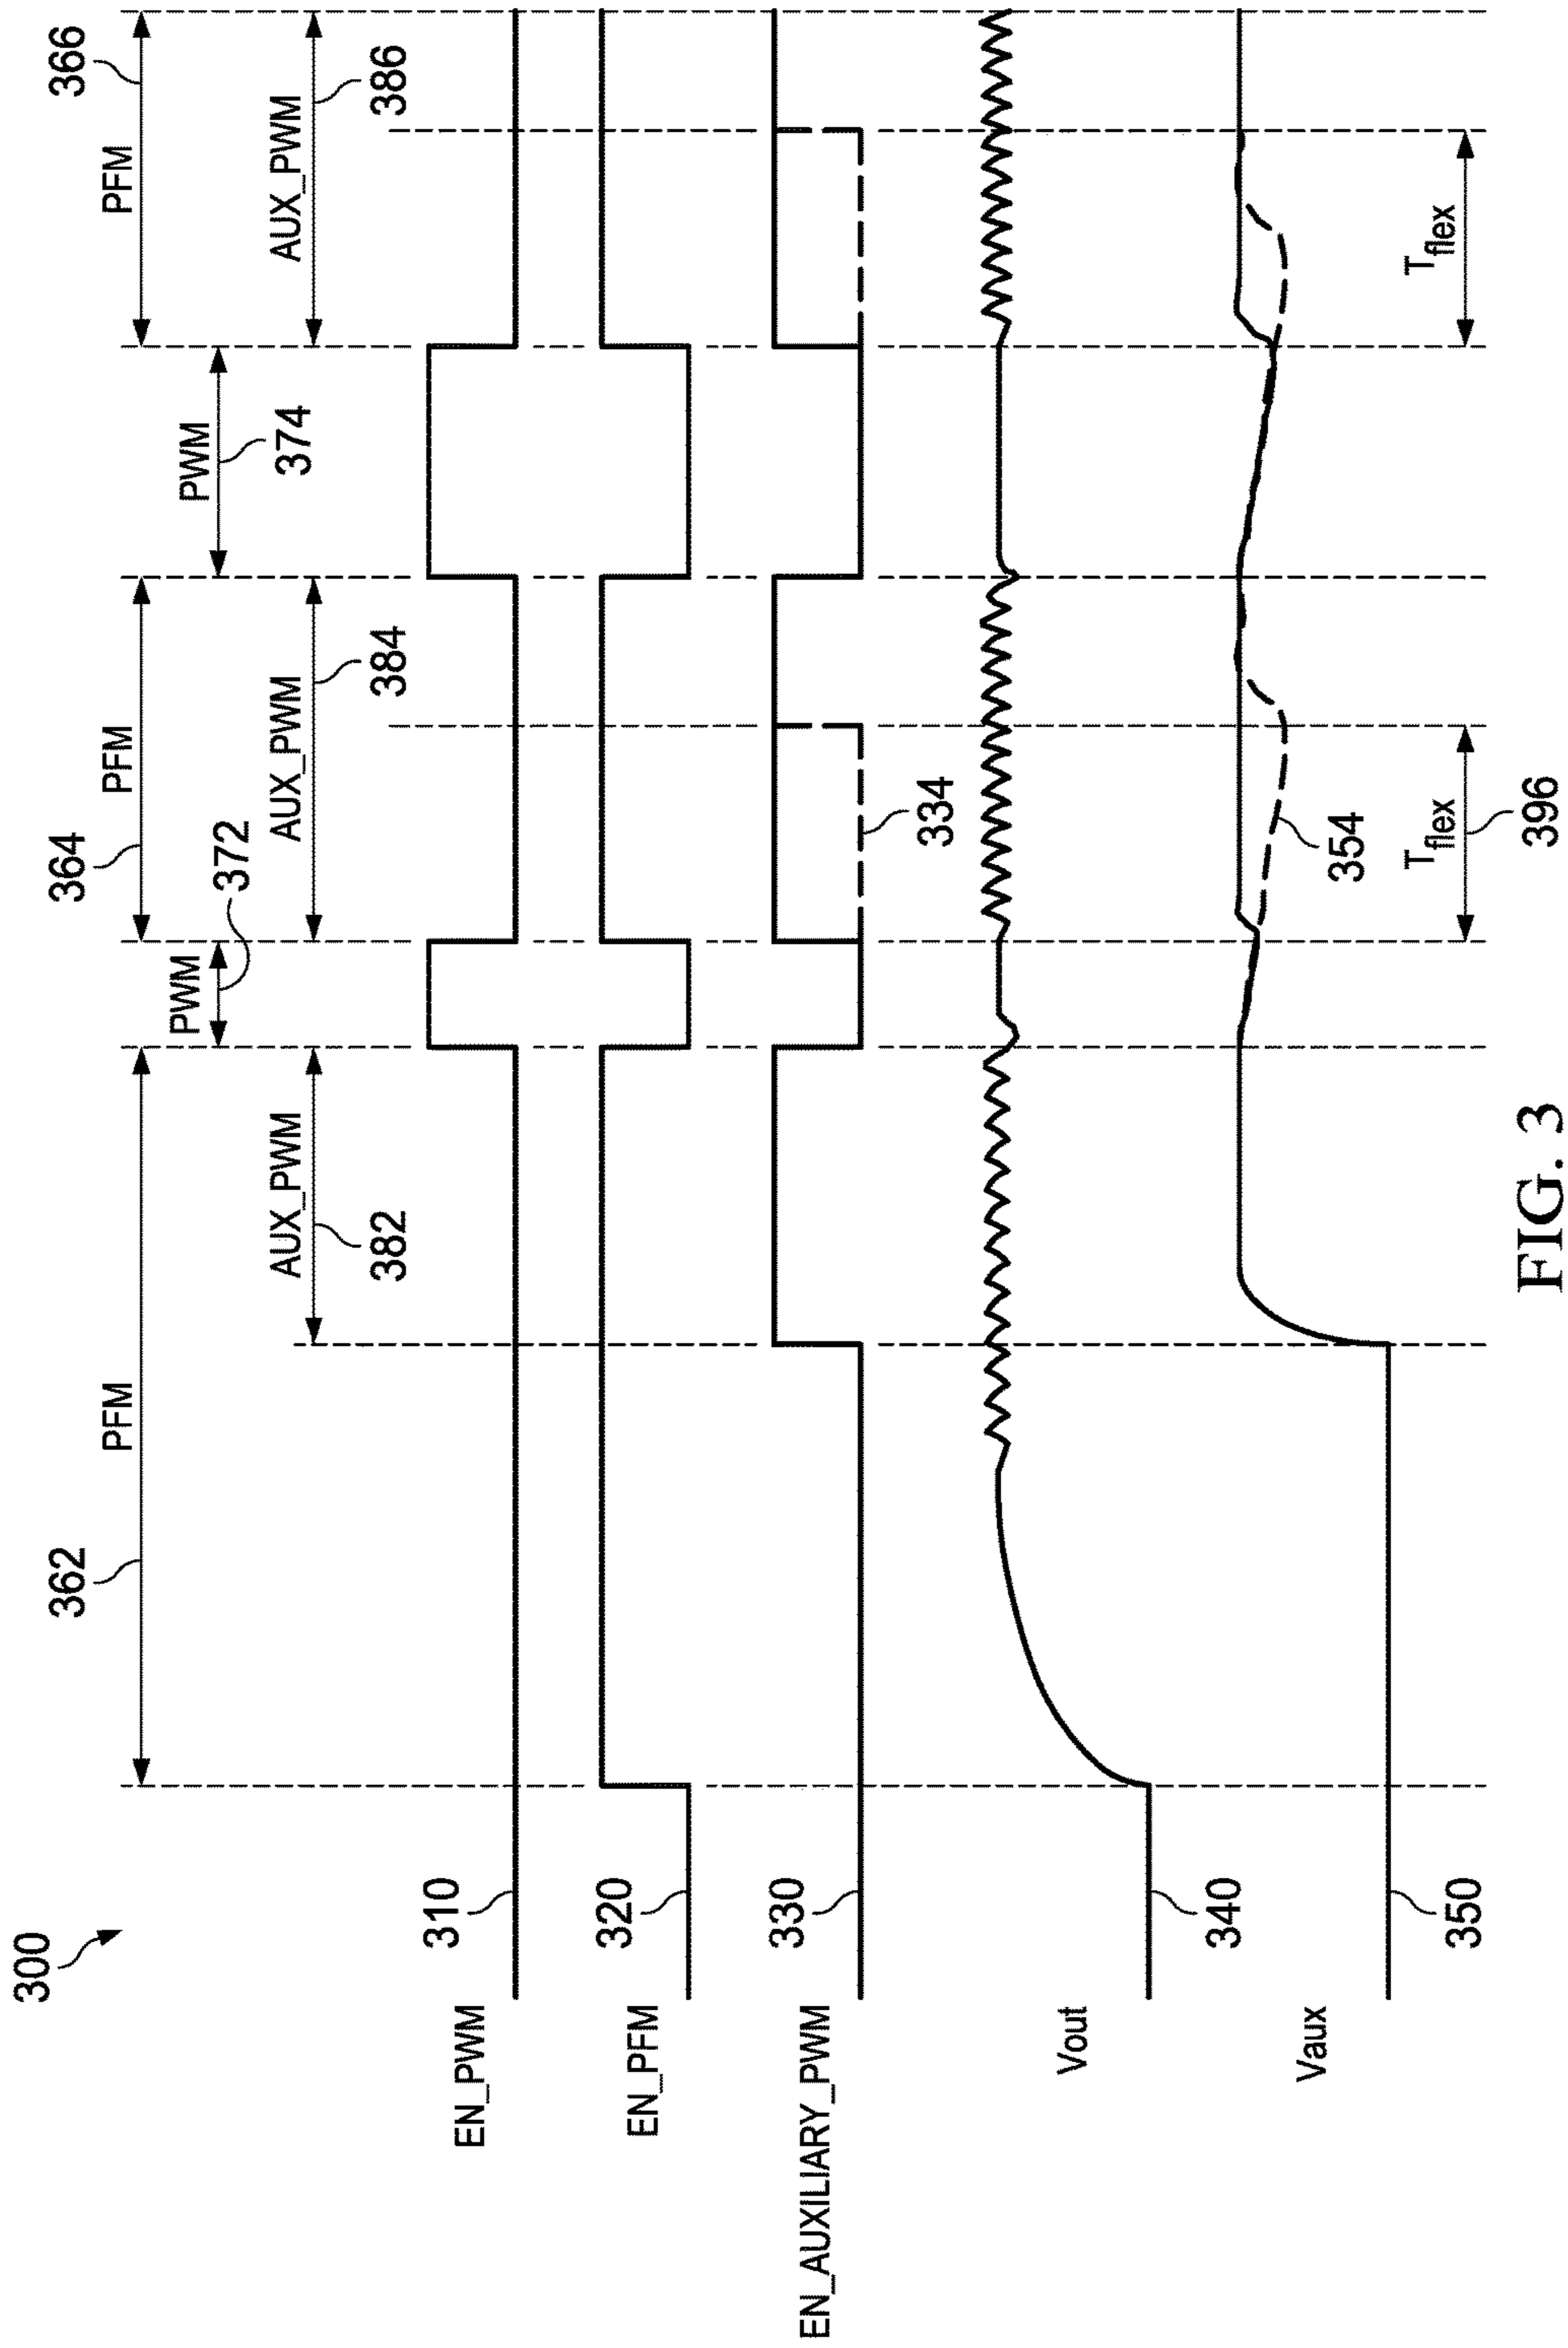 300
362
PFM
364
PFM
366
PFM
PWM
372
PWM
374
AUX_PWM
382
AUX_PWM
384
AUX_PWM
386
EN_PWM
310
EN_PFM
320
EN_AUXILIARY_PWM
330
334
Vout
340
Vaux
350
354
Tflex
396
Tflex
FIG. 3